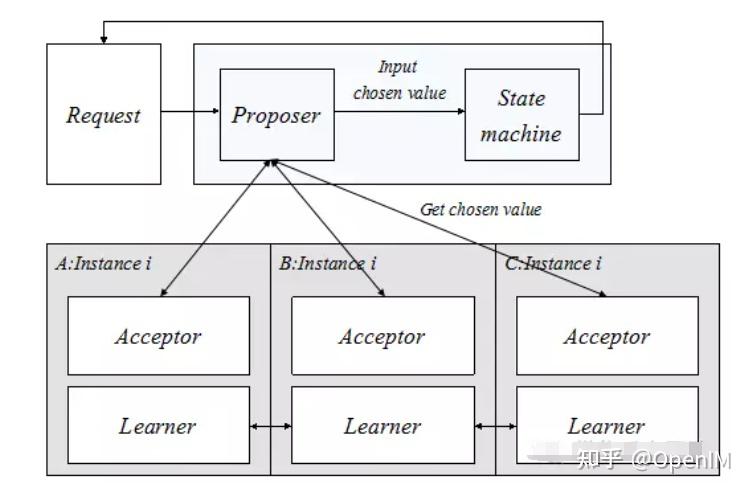 Input
chosen value
Request
Proposer
State
machine
Get chosen value
A:Instance i
B:Instance i
C:Instance i
Acceptor
Acceptor
Acceptor
Learner
Learner
Learner
知乎 @OpenIM